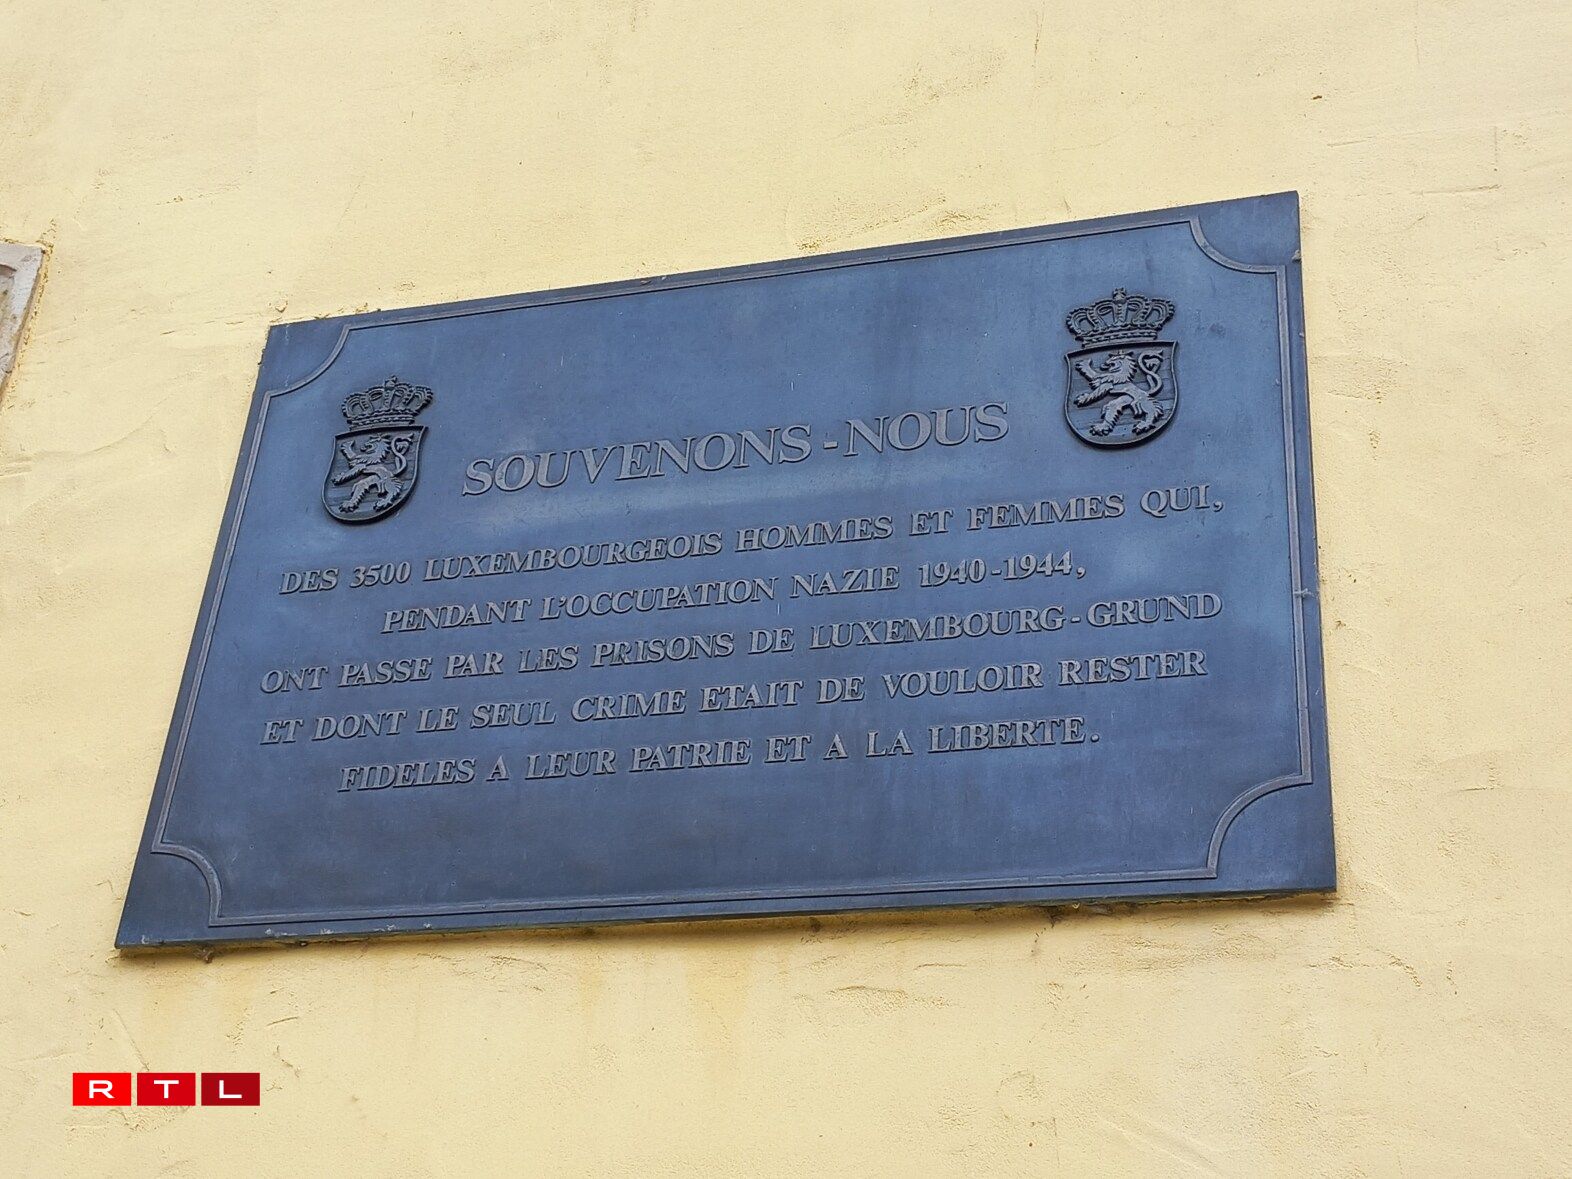 SOUVENONS-NOUS
DES 3500 LUXEMBOURGEOIS HOMMES ET FEMMES QUI,
PENDANT L'OCCUPATION NAZIE 1940-1944,
ONT PASSE PAR LES PRISONS DE LUXEMBOURG-GRUND
ET DONT LE SEUL CRIME ETAIT DE VOULOIR RESTER
FIDELES A LEUR PATRIE ET A LA LIBERTE.
RTL